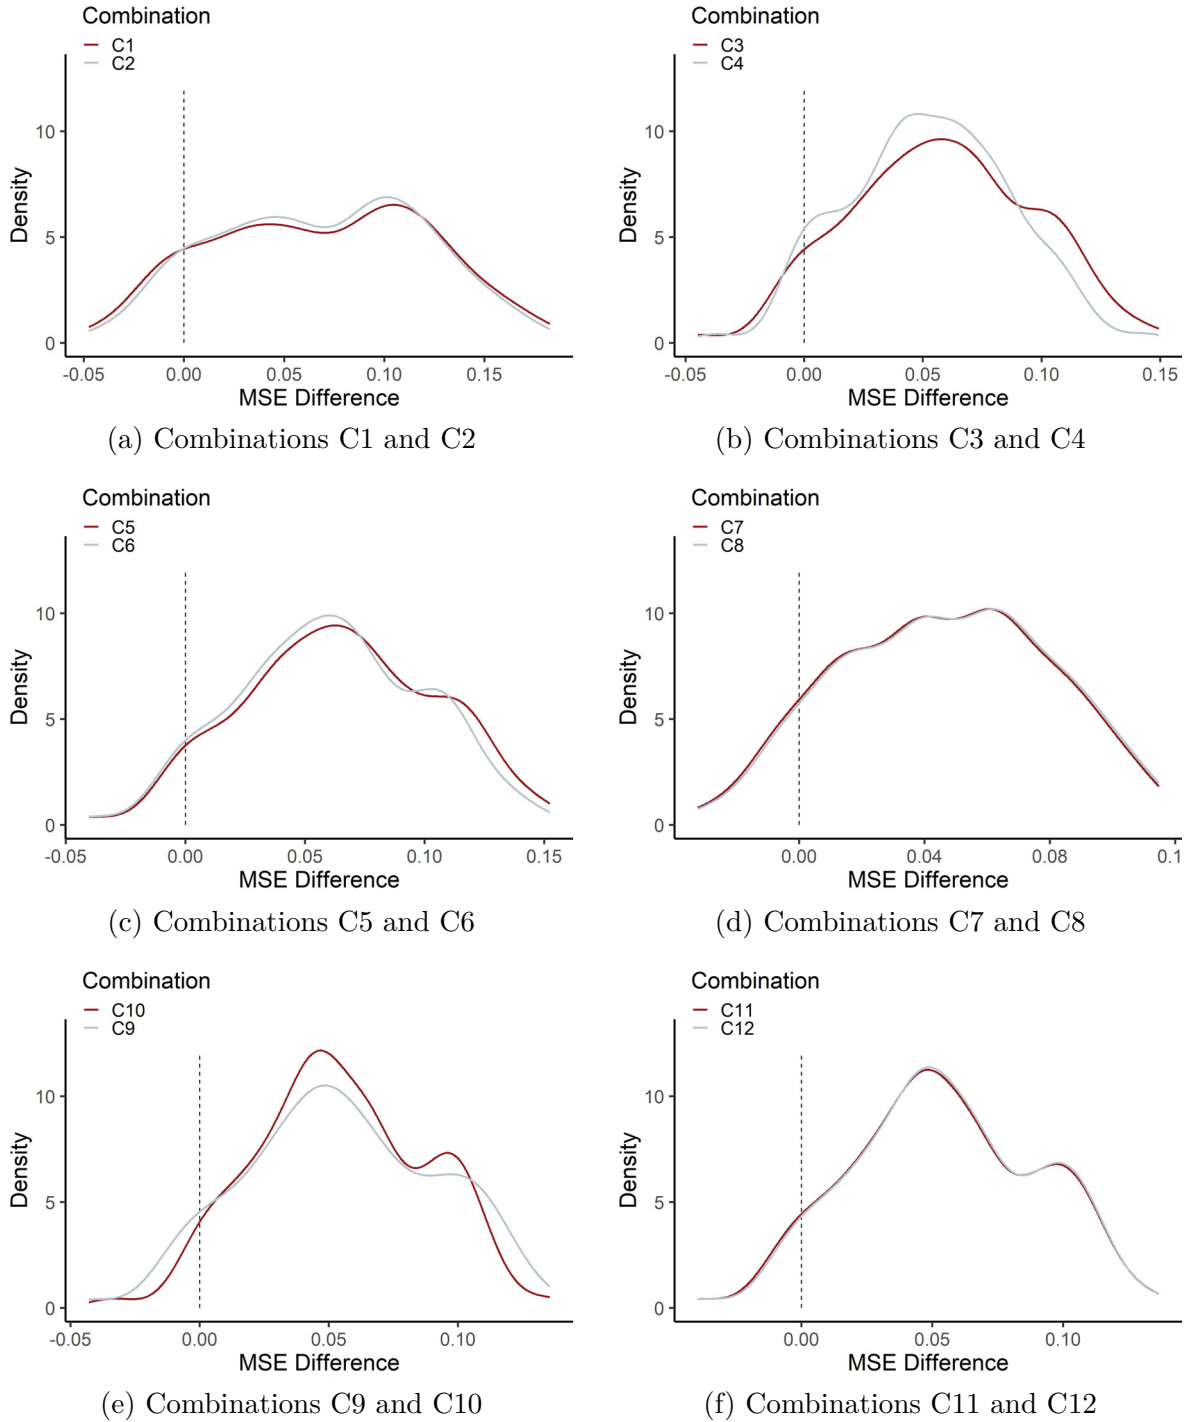 Combination
C1
C2
10
5
0
Density
-0.05 0.00 0.05 0.10 0.15
MSE Difference
(a) Combinations C1 and C2
Combination
C3
C4
10
5
0
Density
-0.05 0.00 0.05 0.10 0.15
MSE Difference
(b) Combinations C3 and C4
Combination
C5
C6
10
5
0
Density
-0.05 0.00 0.05 0.10 0.15
MSE Difference
(c) Combinations C5 and C6
Combination
C7
C8
10
5
0
Density
0.00 0.04 0.08 0.1
MSE Difference
(d) Combinations C7 and C8
Combination
C10
C9
10
5
0
Density
-0.05 0.00 0.05 0.10
MSE Difference
(e) Combinations C9 and C10
Combination
C11
C12
10
5
0
Density
0.00 0.05 0.10
MSE Difference
(f) Combinations C11 and C12